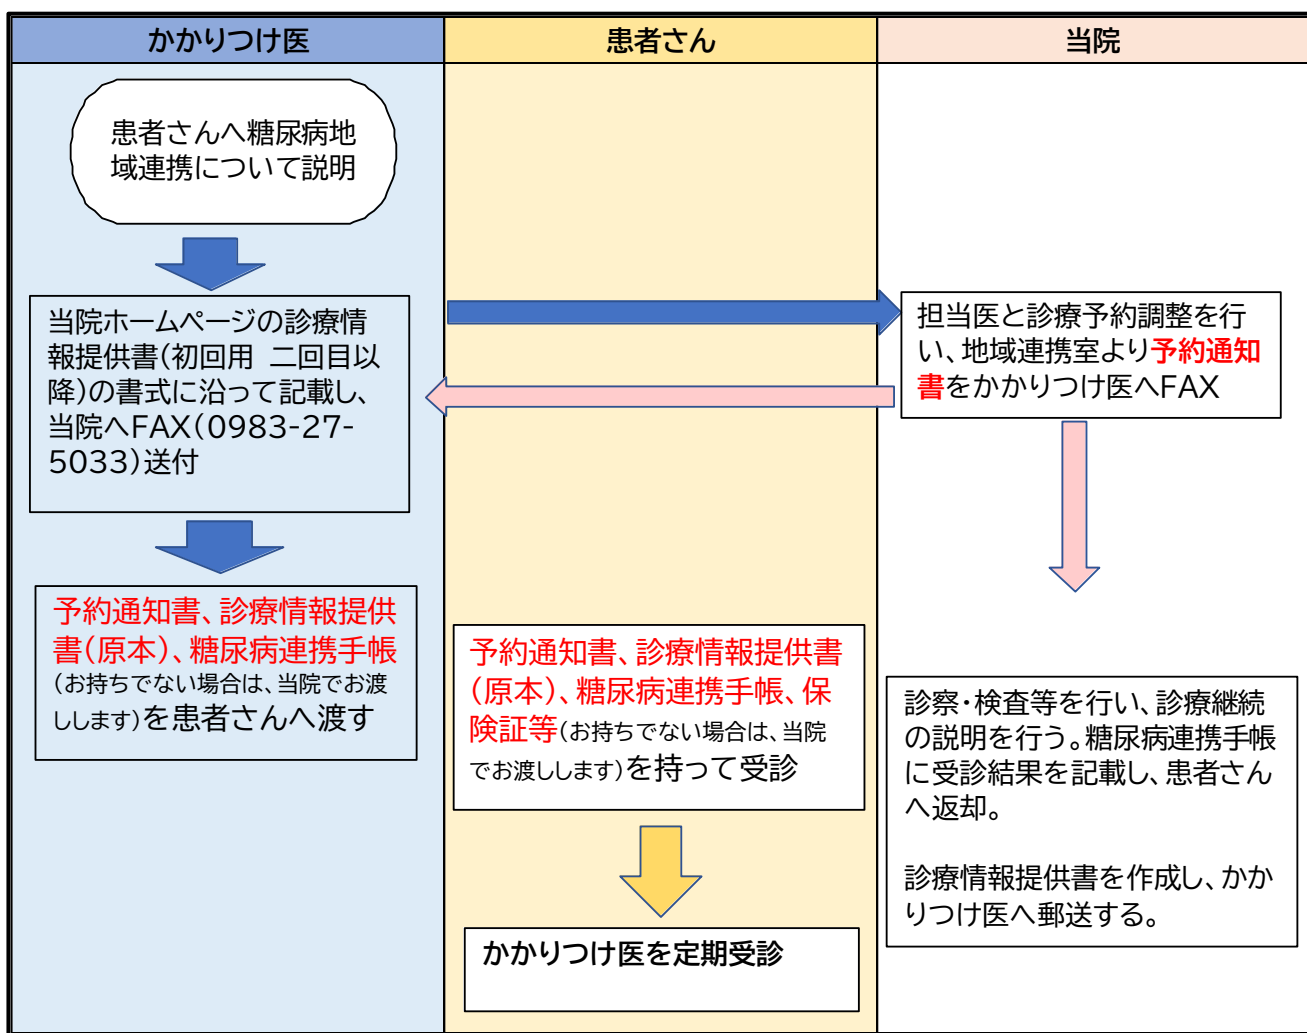 かかりつけ医
患者さん
当院
患者さんへ糖尿病地
域連携について説明
当院ホームページの診療情
報提供書(初回用 二回目以
降)の書式に沿って記載し、
当院へFAX(0983-27-
5033)送付
担当医と診療予約調整を行
い、地域連携室より予約通知
書をかかりつけ医へFAX
予約通知書、診療情報提供
書(原本)、糖尿病連携手帳
(お持ちでない場合は、当院でお渡
しします)を患者さんへ渡す
予約通知書、診療情報提供書
(原本)、糖尿病連携手帳、保
険証等(お持ちでない場合は、当院
でお渡しします)を持って受診
診察・検査等を行い、診療継続
の説明を行う。糖尿病連携手帳
に受診結果を記載し、患者さん
へ返却。
診療情報提供書を作成し、かか
りつけ医へ郵送する。
かかりつけ医を定期受診